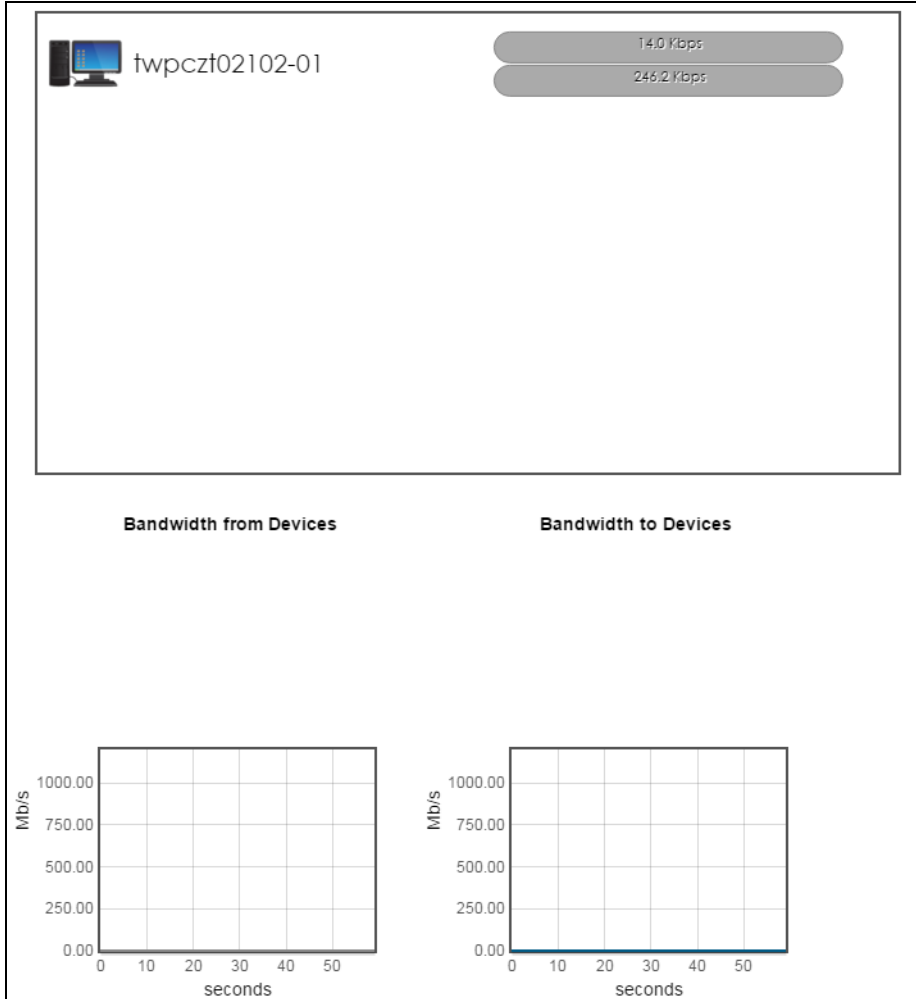 twpczt02102-01
14.0 Kbps
246.2 Kbps
Bandwidth from Devices
Bandwidth to Devices
Mb/s
1000.00
750.00
500.00
250.00
0.00
0 10 20 30 40 50
seconds
Mb/s
1000.00
750.00
500.00
250.00
0.00
0 10 20 30 40 50
seconds